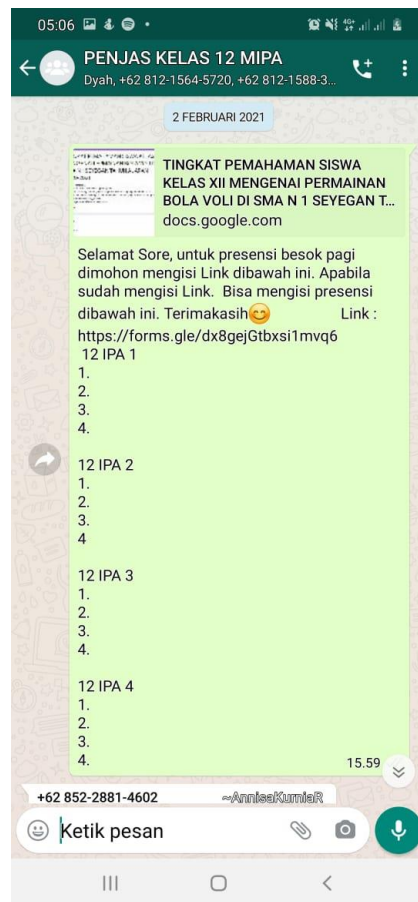 05:06
PENJAS KELAS 12 MIPA
Dyah, +62 812-1564-5720, +62 812-1588-3...
2 FEBRUARI 2021
TINGKAT PEMAHAMAN SISWA
KELAS XII MENGENAI PERMAINAN
BOLA VOLI DI SMA N 1 SEYEGAN T...
docs.google.com
Selamat Sore, untuk presensi besok pagi
dimohon mengisi Link dibawah ini. Apabila
sudah mengisi Link. Bisa mengisi presensi
dibawah ini. Terimakasih😊 Link :
https://forms.gle/dx8gejGtbxsi1mvq6
12 IPA 1
1.
2.
3.
4.
12 IPA 2
1.
2.
3.
4
12 IPA 3
1.
2.
3.
4.
12 IPA 4
1.
2.
3.
4.
15.59
+62 852-2881-4602 ~AnnisaKurniaR
Ketik pesan